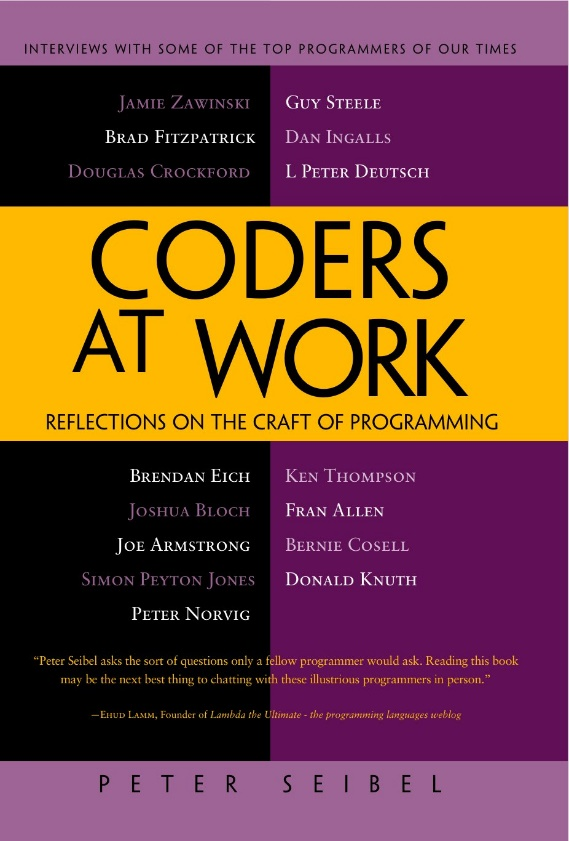 INTERVIEWS WITH SOME OF THE TOP PROGRAMMERS OF OUR TIMES
JAMIE ZAWINSKI
BRAD FITZPATRICK
DOUGLAS CROCKFORD
GUY STEELE
DAN INGALLS
L PETER DEUTSCH
CODERS
AT WORK
REFLECTIONS ON THE CRAFT OF PROGRAMMING
BRENDAN EICH
JOSHUA BLOCH
JOE ARMSTRONG
SIMON PEYTON JONES
PETER NORVIG
KEN THOMPSON
FRAN ALLEN
BERNIE COSELL
DONALD KNUTH
“Peter Seibel asks the sort of questions only a fellow programmer would ask. Reading this book
may be the next best thing to chatting with these illustrious programmers in person.”
—EHUD LAMM, Founder of Lambda the Ultimate - the programming languages weblog
PETER SEIBEL